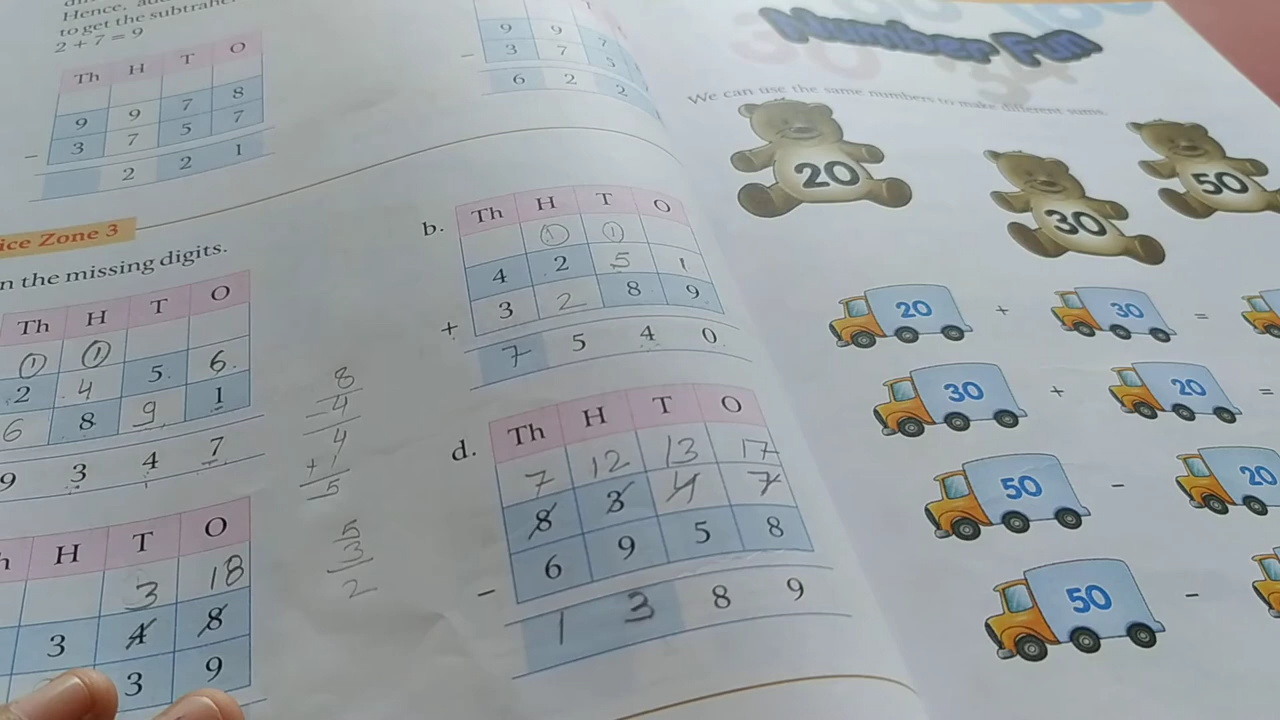 Hence, ad
to get the subtrahe
2 + 7 = 9
Th H T O
8
9 9 7 7
- 3 7 5
2 2 1
9 9 7
- 3 7 5
6 2 2
ice Zone 3
n the missing digits.
Th H T O
① ①
2 4 5 6
6 8 9 1
9 3 4 7
8
- 4
4
+ 1
5
5
3
2
H T O
3 18
3 4 8
3 9
b. Th H T O
① ①
4 2 5 1
+ 3 2 8 9
7 5 4 0
d. Th H T O
7 12 13 17
8 3 4 7
- 6 9 5 8
1 3 8 9
Number Fun
We can use the same numbers to make different sums.
20 30 50
20 + 30 =
30 + 20 =
50 - 20
50 -